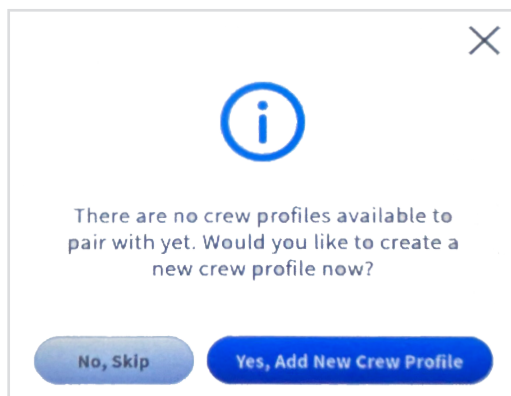 There are no crew profiles available to
pair with yet. Would you like to create a
new crew profile now?
No, Skip
Yes, Add New Crew Profile